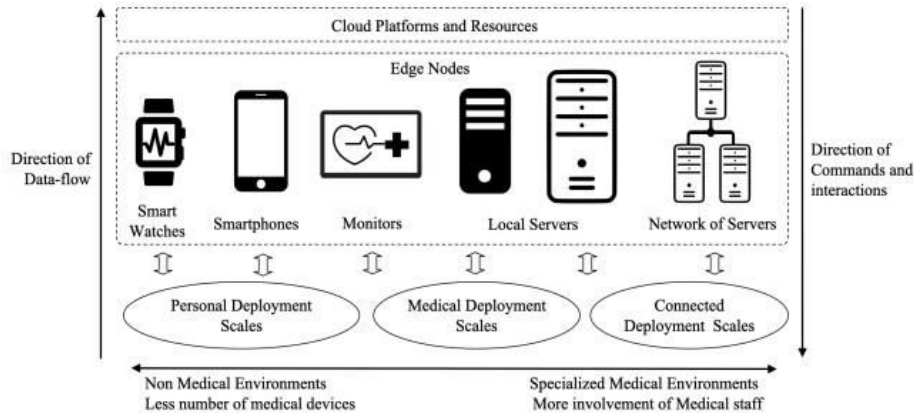 Cloud Platforms and Resources
Edge Nodes
Direction of
Data-flow
Direction of
Commands and
interactions
Smart
Watches
Smartphones
Monitors
Local Servers
Network of Servers
Personal Deployment
Scales
Medical Deployment
Scales
Connected
Deployment Scales
Non Medical Environments
Less number of medical devices
Specialized Medical Environments
More involvement of Medical staff